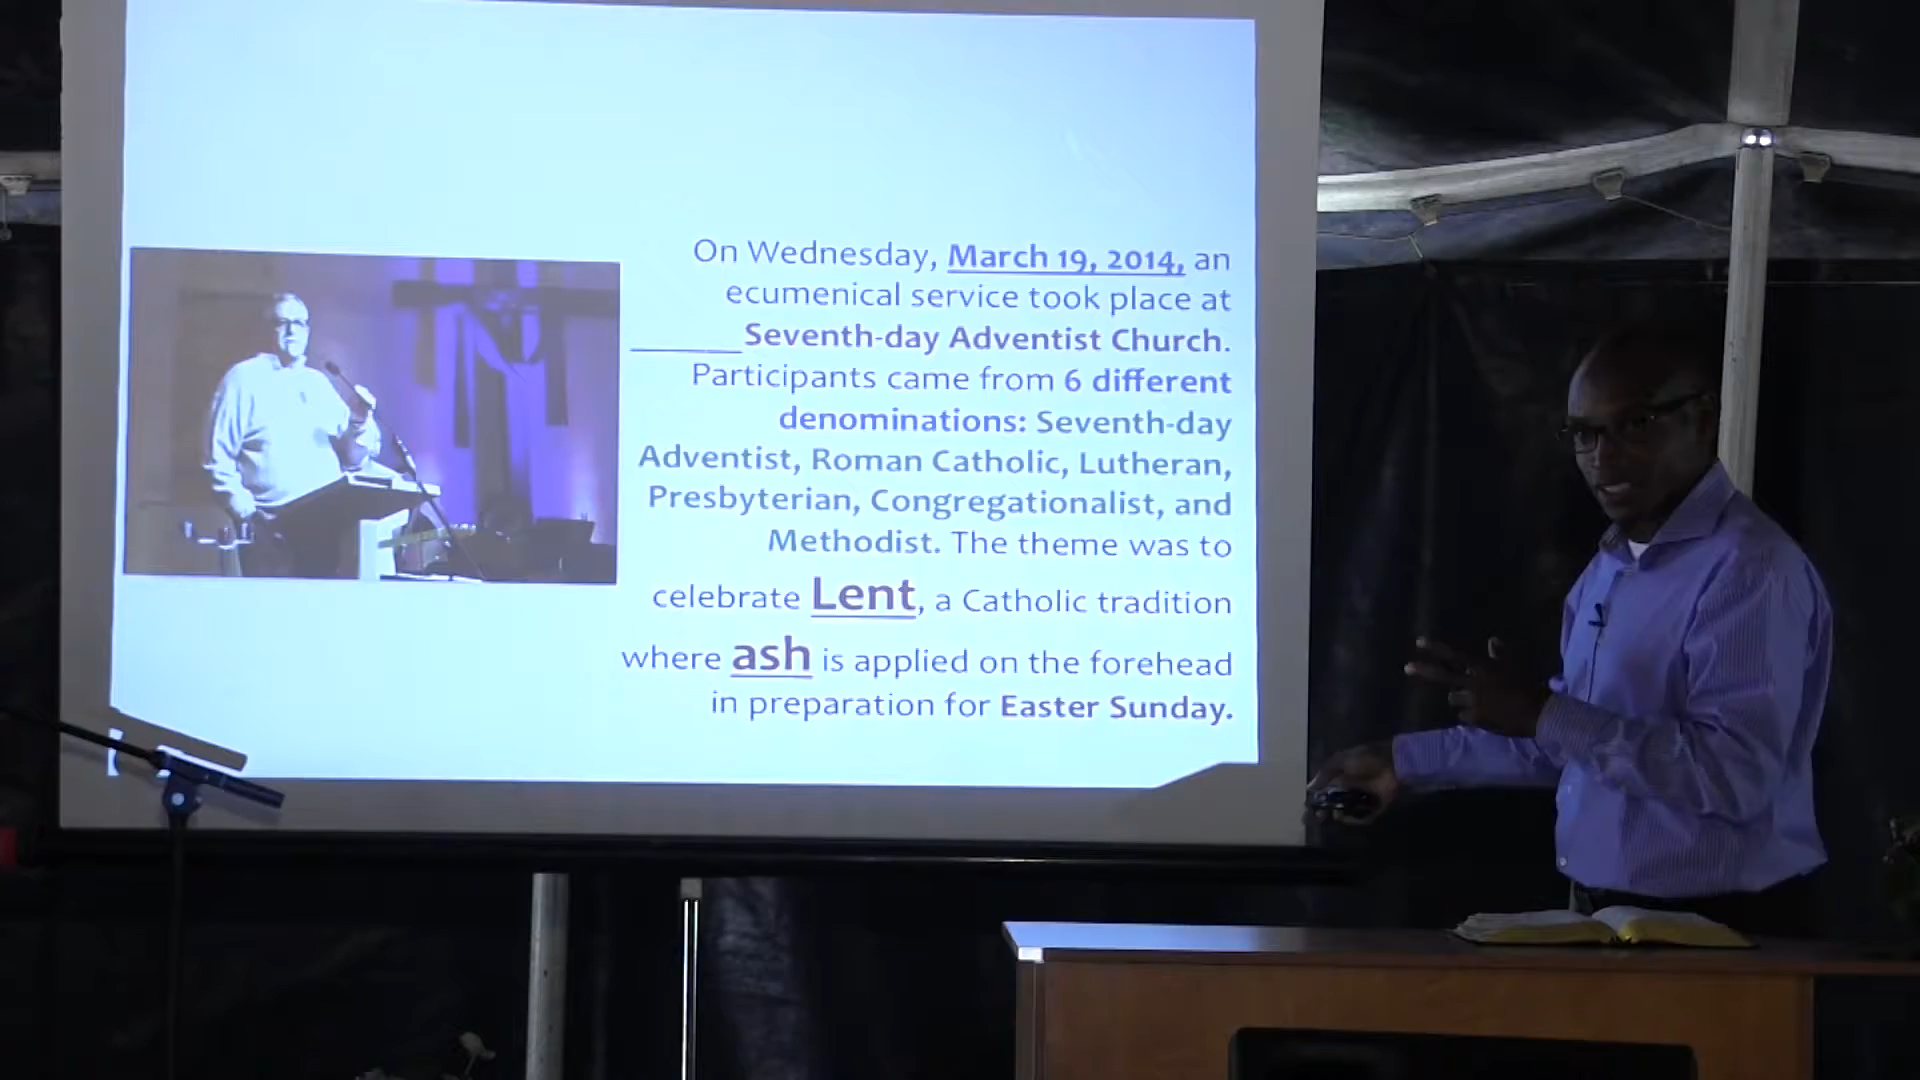 On Wednesday, March 19, 2014, an
ecumenical service took place at
________Seventh-day Adventist Church.
Participants came from 6 different
denominations: Seventh-day
Adventist, Roman Catholic, Lutheran,
Presbyterian, Congregationalist, and
Methodist. The theme was to
celebrate Lent, a Catholic tradition
where ash is applied on the forehead
in preparation for Easter Sunday.